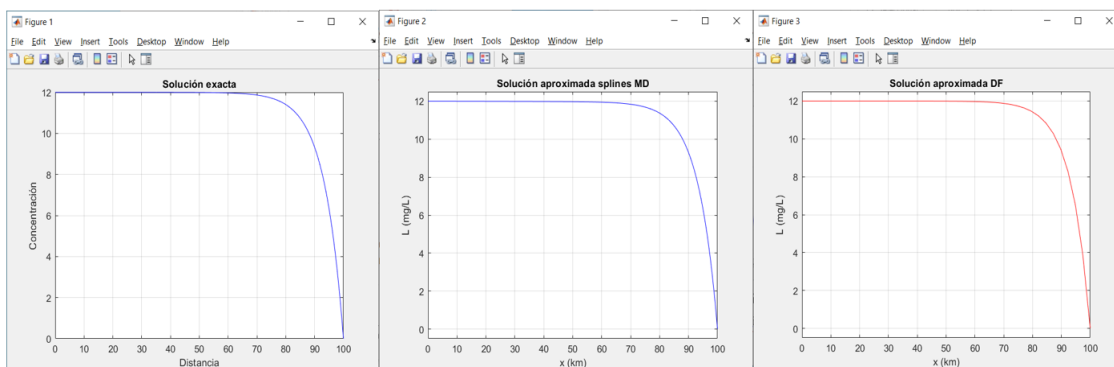 Figure 1
File Edit View Insert Tools Desktop Window Help
Solución exacta
12
10
8
6
4
2
0
Concentración
0 10 20 30 40 50 60 70 80 90 100
Distancia
Figure 2
File Edit View Insert Tools Desktop Window Help
Solución aproximada splines MD
12
10
8
6
4
2
0
L (mg/L)
0 10 20 30 40 50 60 70 80 90 100
x (km)
Figure 3
File Edit View Insert Tools Desktop Window Help
Solución aproximada DF
12
10
8
6
4
2
0
L (mg/L)
0 10 20 30 40 50 60 70 80 90 100
x (km)